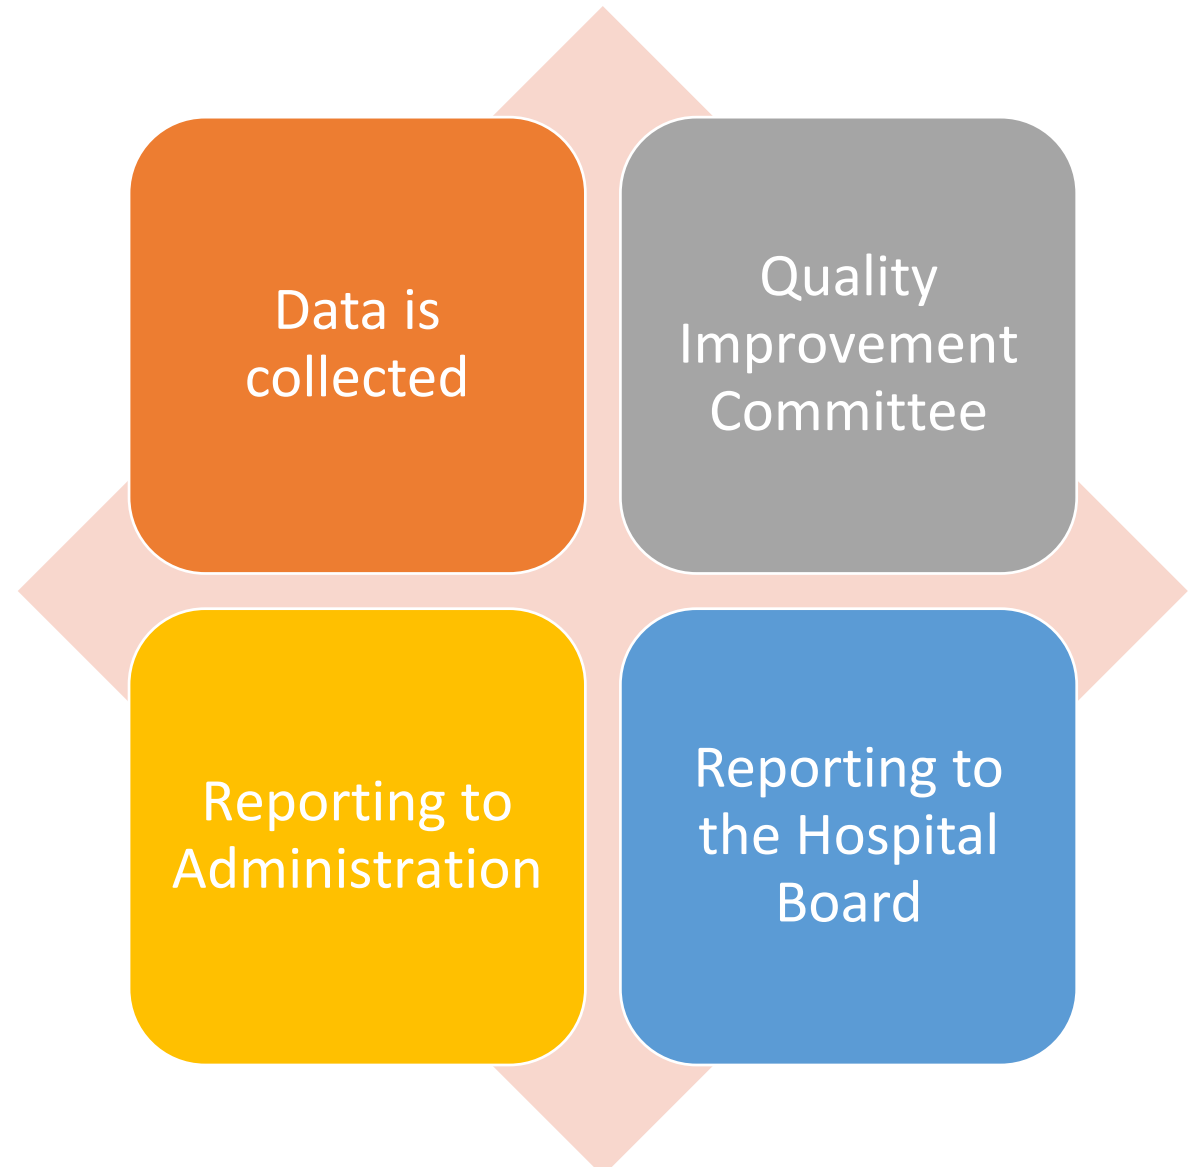 Data is
collected
Quality
Improvement
Committee
Reporting to
Administration
Reporting to
the Hospital
Board